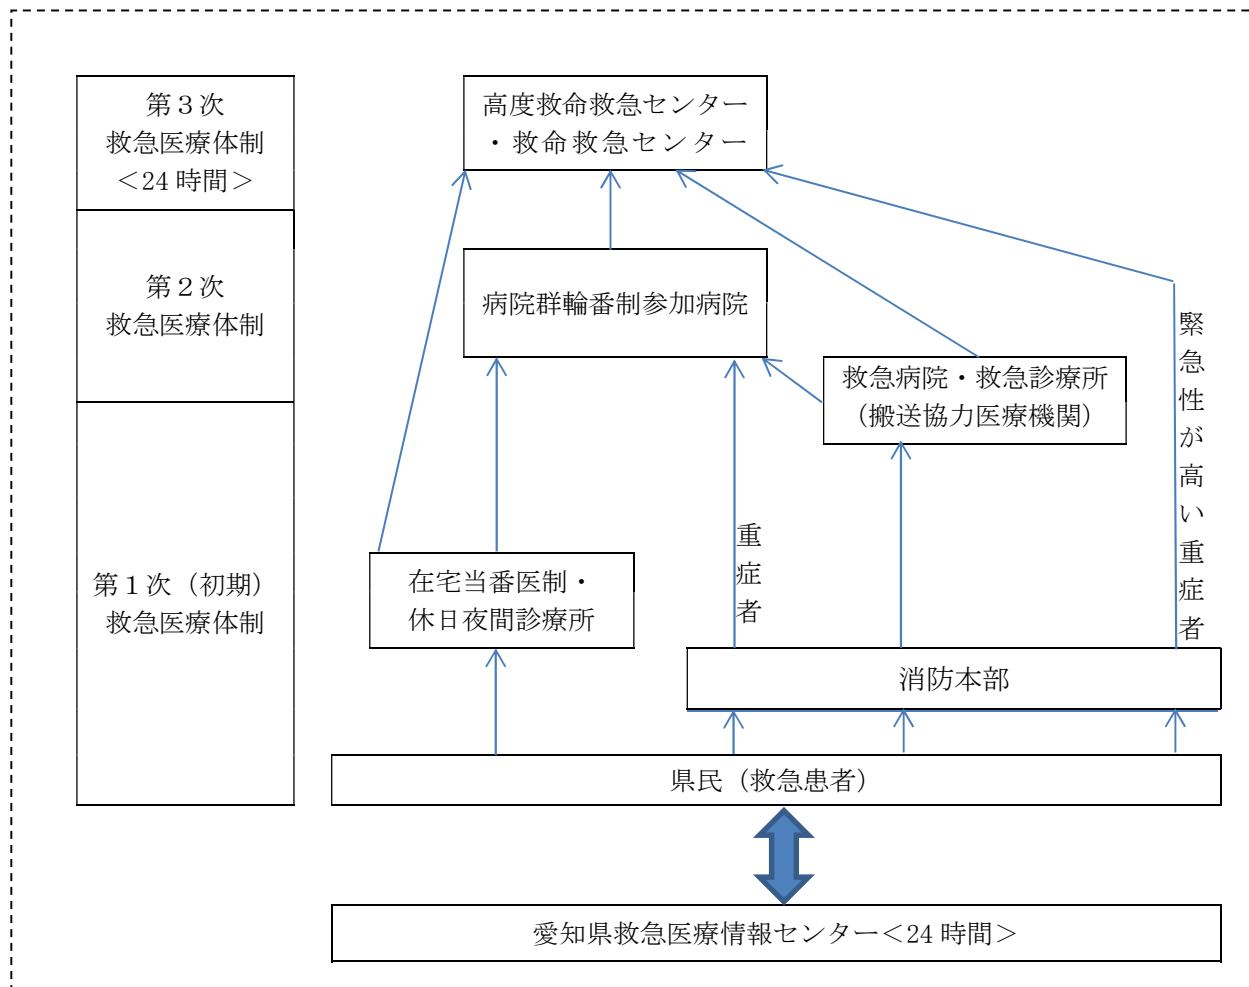 第３次
救急医療体制
＜24 時間＞
高度救命救急センター
・救命救急センター
第２次
救急医療体制
病院群輪番制参加病院
救急病院・救急診療所
（搬送協力医療機関）
緊急性が高い重症者
重症者
第１次（初期）
救急医療体制
在宅当番医制・
休日夜間診療所
消防本部
県民（救急患者）
愛知県救急医療情報センター＜24 時間＞